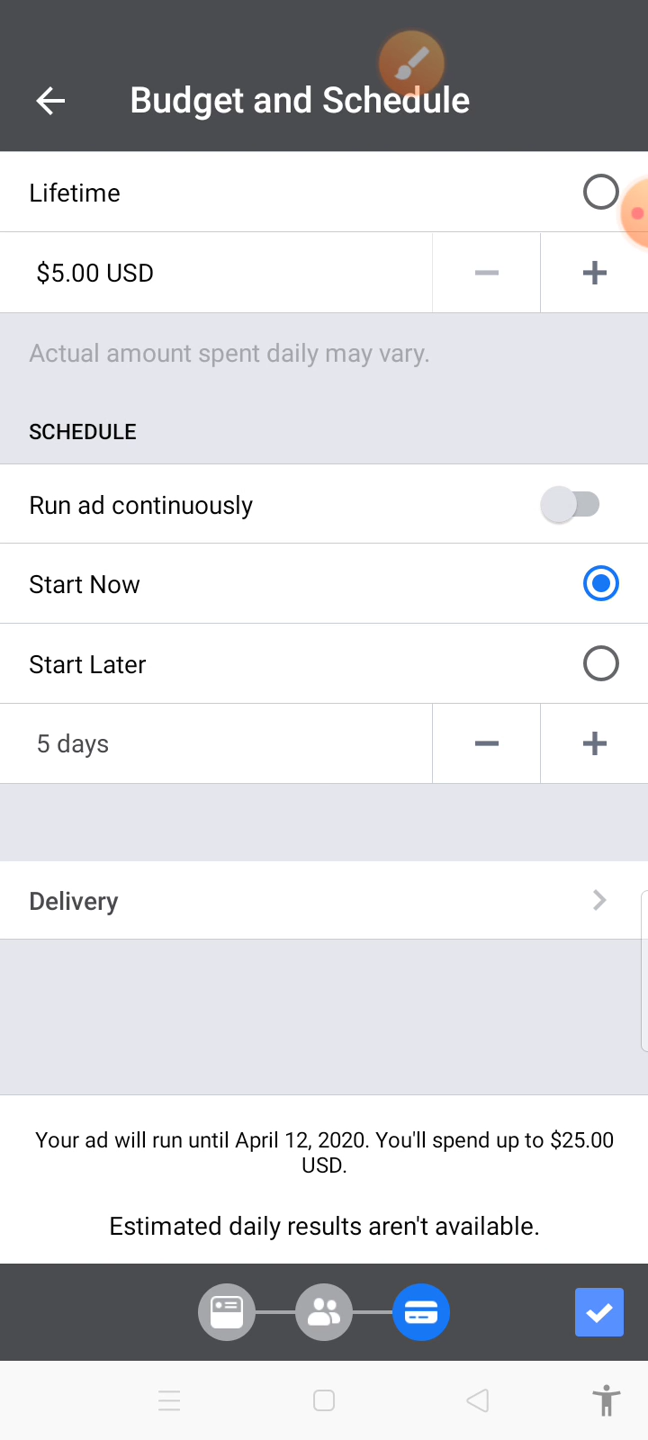 Budget and Schedule
Lifetime
$5.00 USD
Actual amount spent daily may vary.
SCHEDULE
Run ad continuously
Start Now
Start Later
5 days
Delivery
Your ad will run until April 12, 2020. You'll spend up to $25.00
USD.
Estimated daily results aren't available.